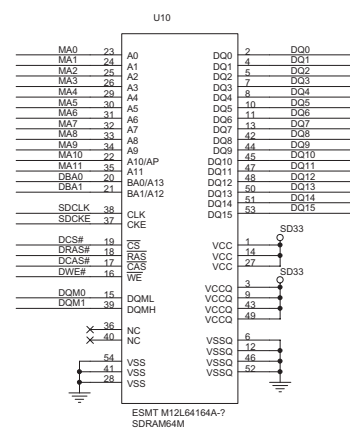 U10
MA0 23 A0 DQ0 2 DQ0
MA1 24 A1 DQ1 4 DQ1
MA2 25 A2 DQ2 5 DQ2
MA3 26 A3 DQ3 7 DQ3
MA4 29 A4 DQ4 8 DQ4
MA5 30 A5 DQ5 10 DQ5
MA6 31 A6 DQ6 11 DQ6
MA7 32 A7 DQ7 13 DQ7
MA8 33 A8 DQ8 42 DQ8
MA9 34 A9 DQ9 44 DQ9
MA10 22 A10/AP DQ10 45 DQ10
MA11 35 A11 DQ11 47 DQ11
DBA0 20 BA0/A13 DQ12 48 DQ12
DBA1 21 BA1/A12 DQ13 50 DQ13
DQ14 51 DQ14
SDCLK 38 CLK DQ15 53 DQ15
SDCKE 37 CKE
SD33
DCS# 19 CS VCC 1
DRAS# 18 RAS VCC 14
DCAS# 17 CAS VCC 27
DWE# 16 WE
SD33
VCCQ 3
DQM0 15 DQML VCCQ 9
DQM1 39 DQMH VCCQ 43
VCCQ 49
36 NC
40 NC VSSQ 6
VSSQ 12
54 VSS VSSQ 46
41 VSS VSSQ 52
28 VSS
ESMT M12L64164A-?
SDRAM64M